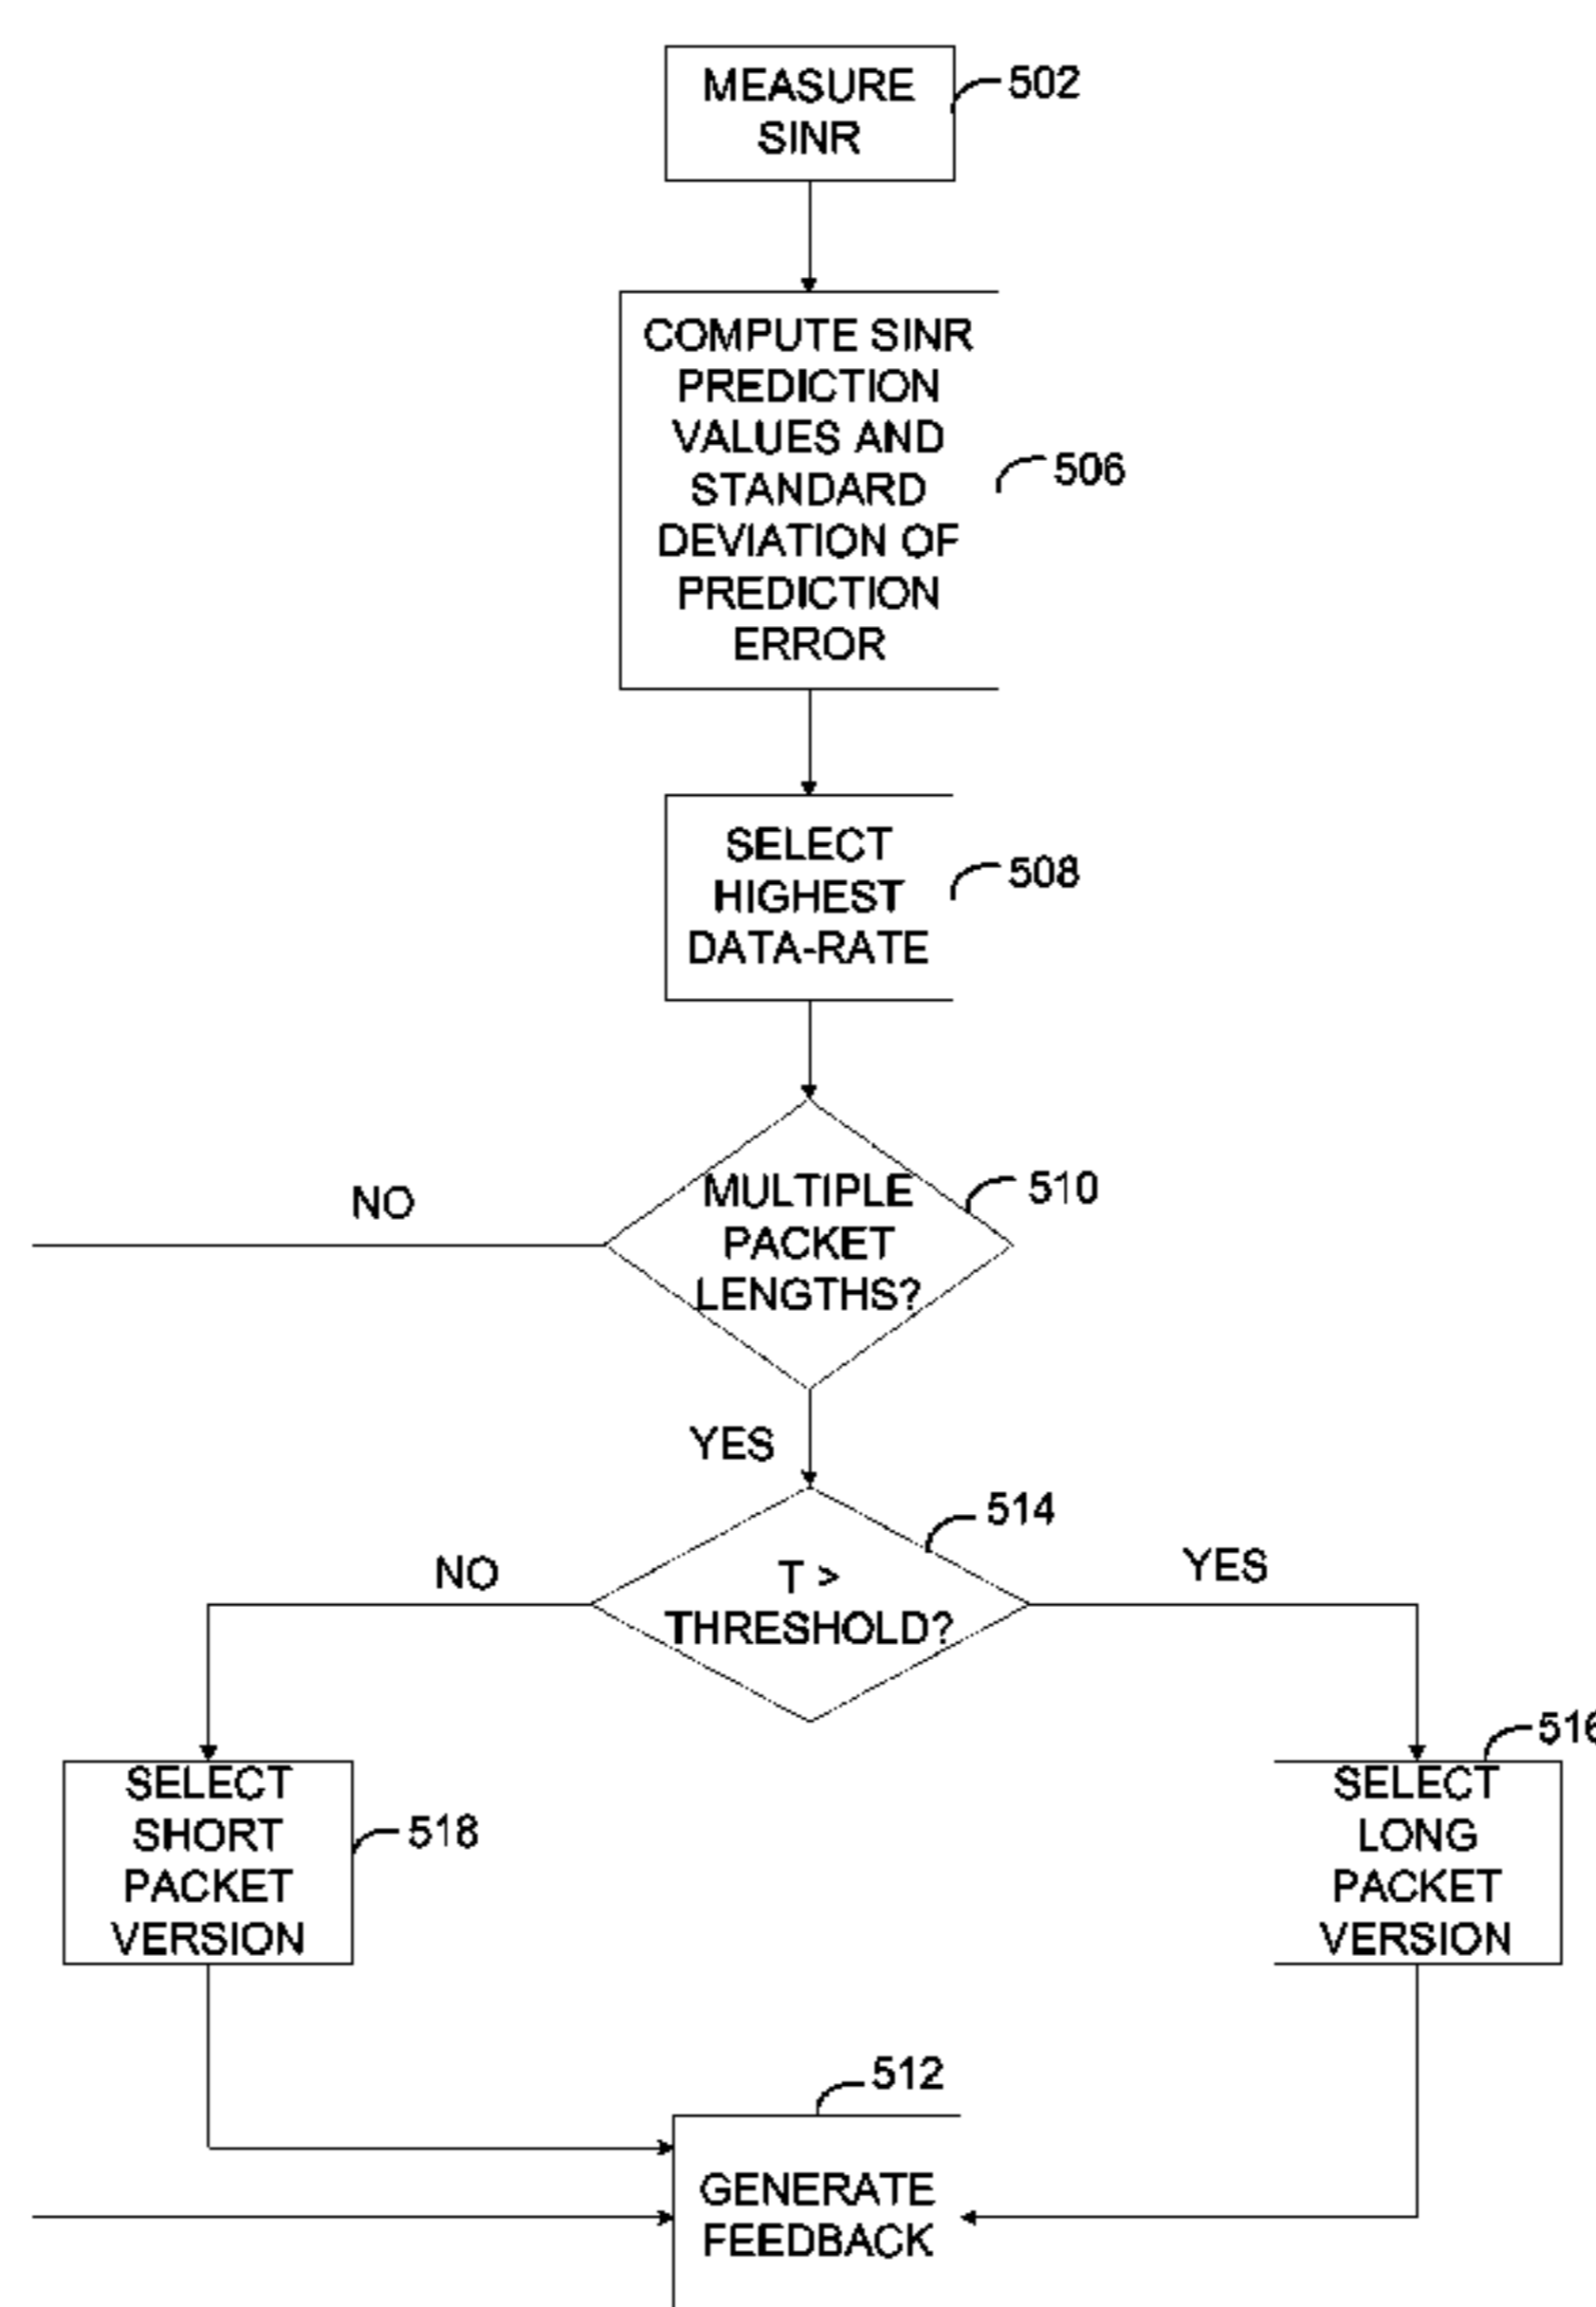 MEASURE
SINR
502
COMPUTE SINR
PREDICTION
VALUES AND
STANDARD
DEVIATION OF
PREDICTION
ERROR
506
SELECT
HIGHEST
DATA-RATE
508
MULTIPLE
PACKET
LENGTHS?
510
NO
YES
T >
THRESHOLD?
514
NO
YES
SELECT
SHORT
PACKET
VERSION
518
SELECT
LONG
PACKET
VERSION
516
GENERATE
FEEDBACK
512